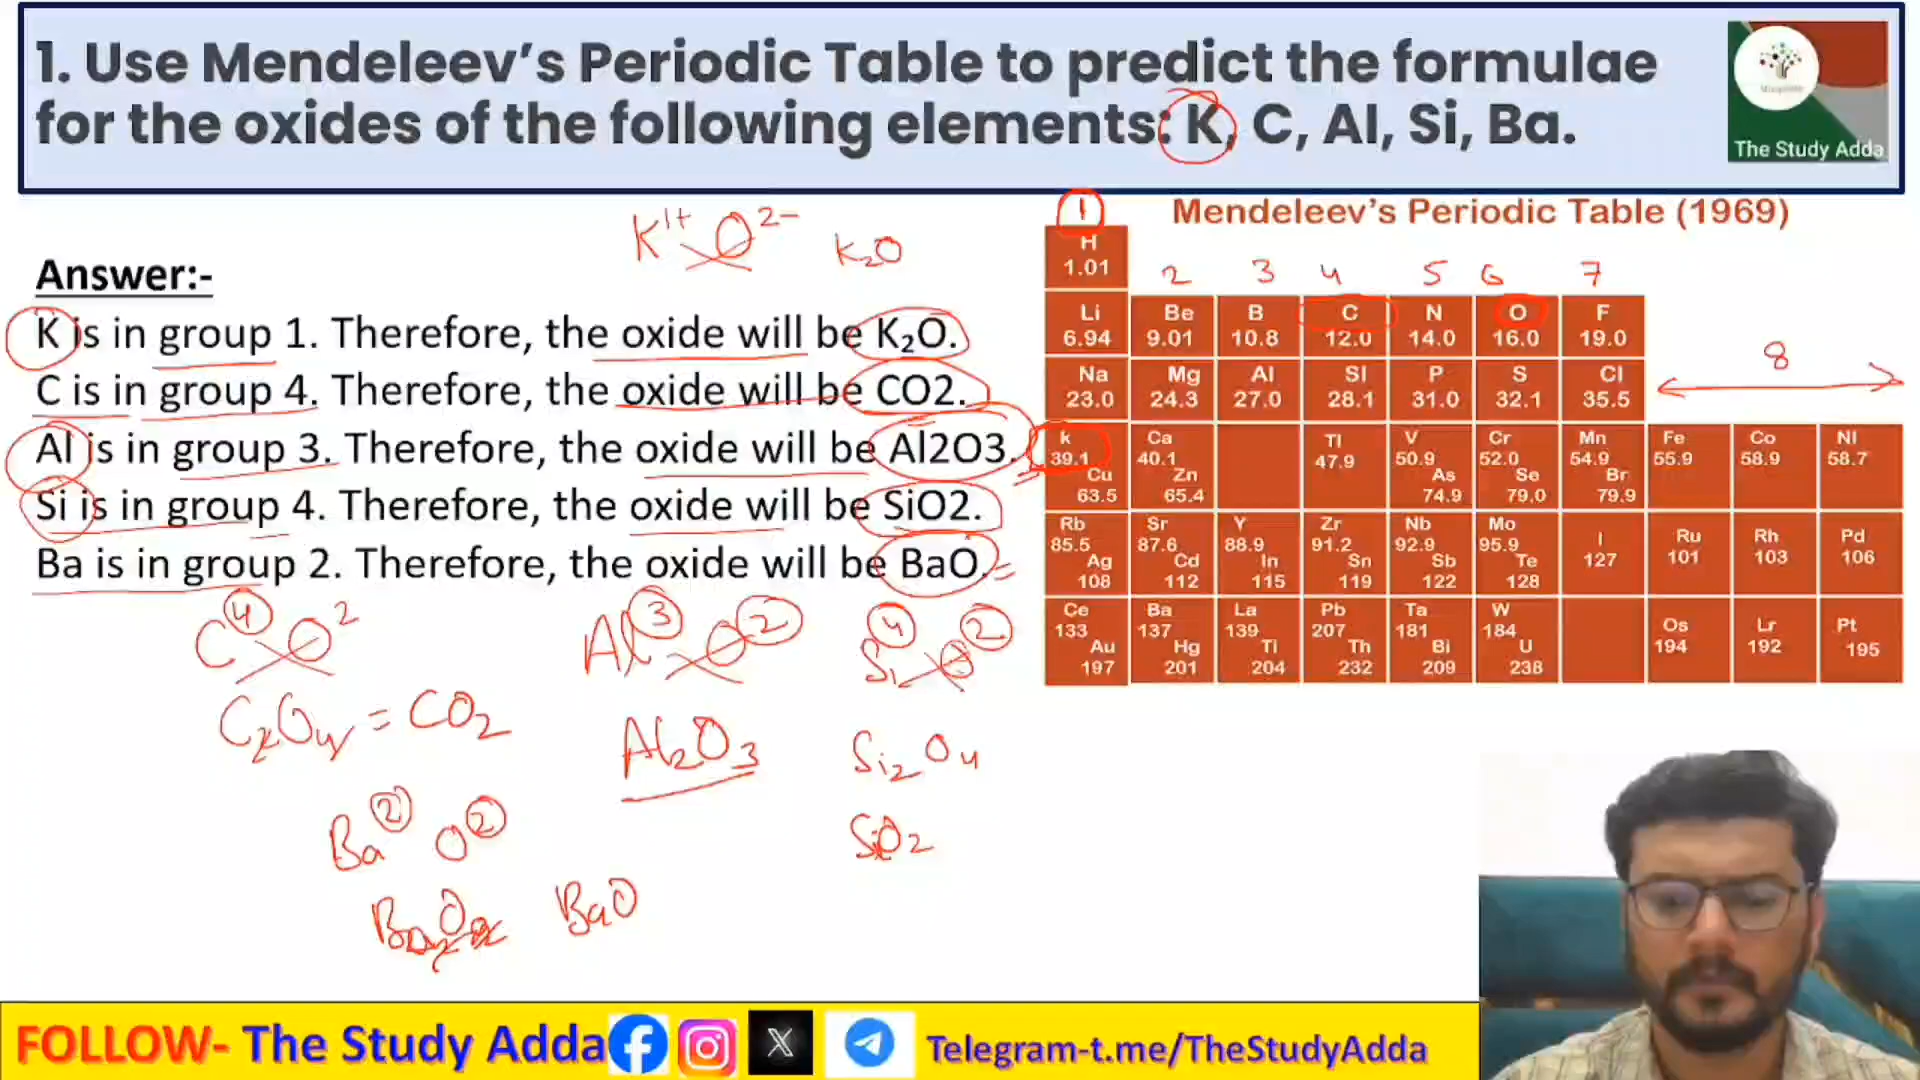 1. Use Mendeleev's Periodic Table to predict the formulae
for the oxides of the following elements: K, C, Al, Si, Ba.
The Study Adda
Answer:-
K¹⁺ O²⁻ K₂O
K is in group 1. Therefore, the oxide will be K₂O.
C is in group 4. Therefore, the oxide will be CO2.
Al is in group 3. Therefore, the oxide will be Al2O3.
Si is in group 4. Therefore, the oxide will be SiO2.
Ba is in group 2. Therefore, the oxide will be BaO.
C⁴ O² Al³ O² Si⁴ O²
C₂O₄ = CO₂ Al₂O₃ Si₂O₄
SiO₂
Ba² O²
Ba₂O₂ BaO
1 Mendeleev's Periodic Table (1969)
2 3 4 5 6 7
8
H
1.01
Li Be B C N O F
6.94 9.01 10.8 12.0 14.0 16.0 19.0
Na Mg Al SI P S Cl
23.0 24.3 27.0 28.1 31.0 32.1 35.5
k Ca TI V Cr Mn Fe Co NI
39.1 40.1 47.9 50.9 52.0 54.9 55.9 58.9 58.7
Cu Zn As Se Br
63.5 65.4 74.9 79.0 79.9
Rb Sr Y Zr Nb Mo I Ru Rh Pd
85.5 87.6 88.9 91.2 92.9 95.9 127 101 103 106
Ag Cd In Sn Sb Te
108 112 115 119 122 128
Ce Ba La Pb Ta W Os Lr Pt
133 137 139 207 181 184 194 192 195
Au Hg TI Th Bi U
197 201 204 232 209 238
FOLLOW- The Study Adda Telegram-t.me/TheStudyAdda